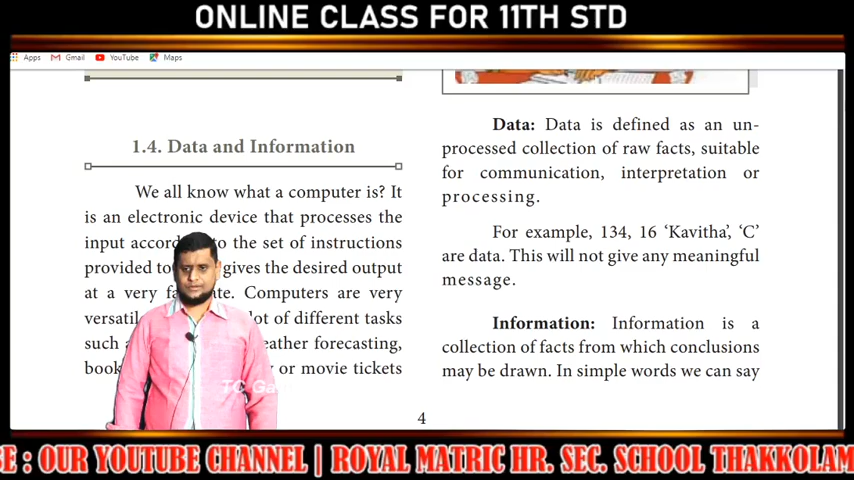 ONLINE CLASS FOR 11TH STD
Apps Gmail YouTube Maps
1.4. Data and Information
We all know what a computer is? It
is an electronic device that processes the
input accor to the set of instructions
provided to gives the desired output
at a very fa ate. Computers are very
versatil lot of different tasks
such a eather forecasting,
book or movie tickets
Data: Data is defined as an un-
processed collection of raw facts, suitable
for communication, interpretation or
processing.
For example, 134, 16 ‘Kavitha’, ‘C’
are data. This will not give any meaningful
message.
Information: Information is a
collection of facts from which conclusions
may be drawn. In simple words we can say
4
TC Ga
E : OUR YOUTUBE CHANNEL | ROYAL MATRIC HR. SEC. SCHOOL THAKKOLAM